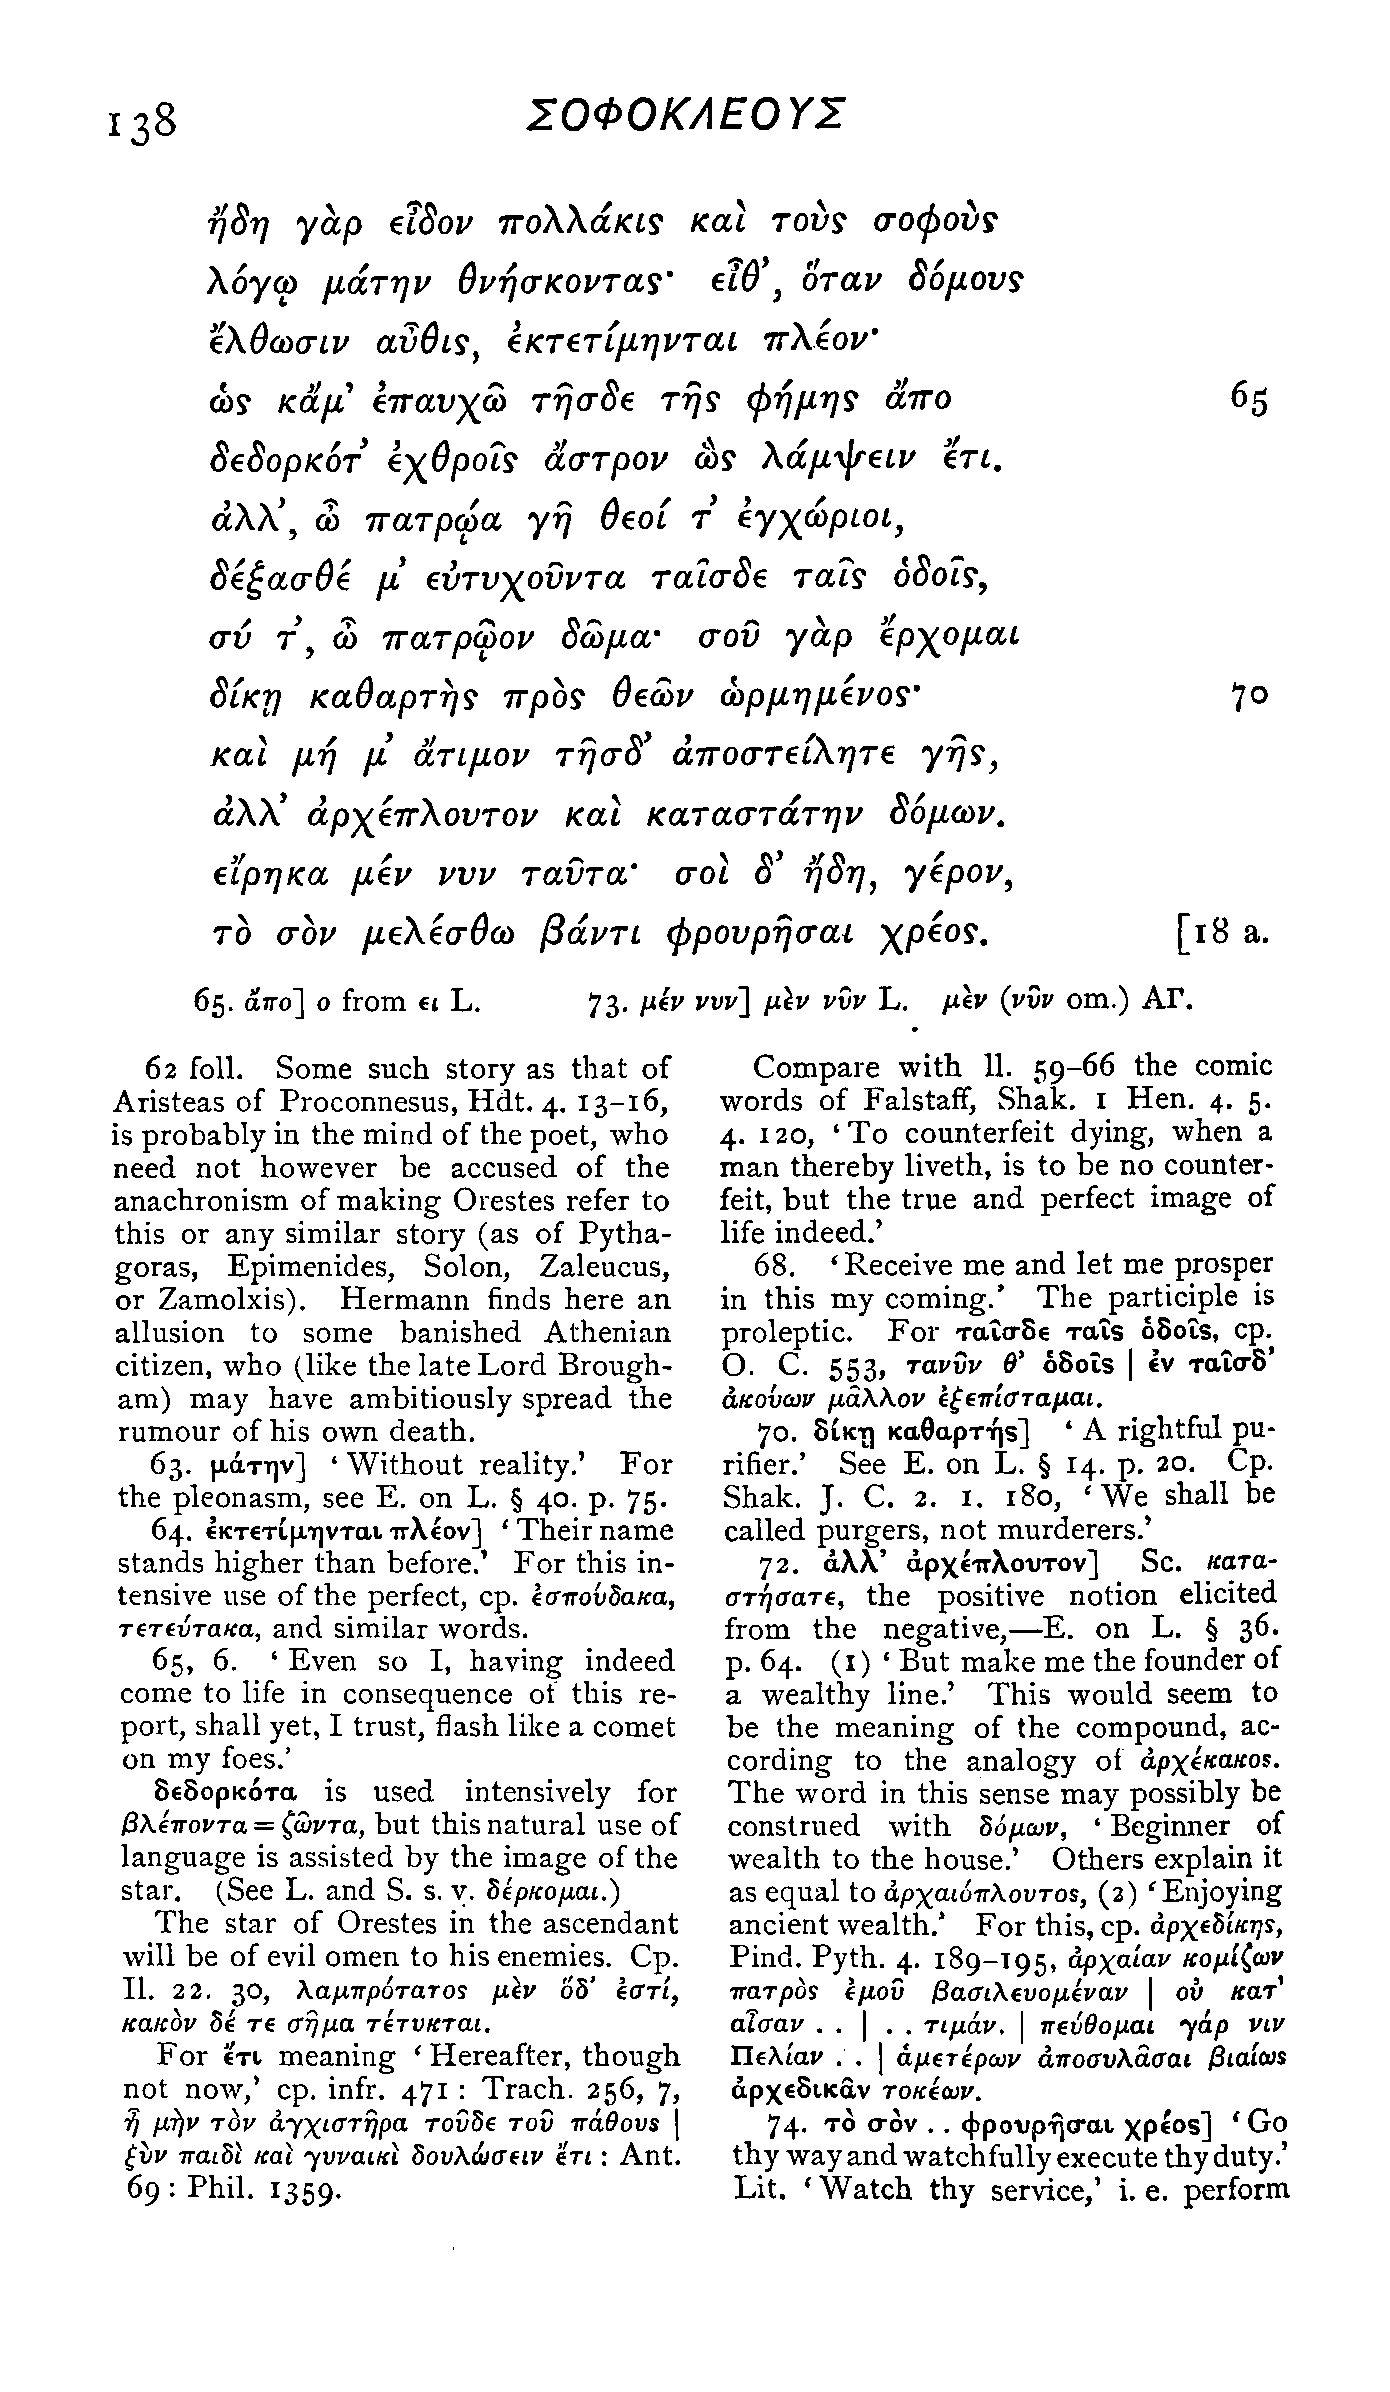 138
ΣΟΦΟΚΛΕΟΥΣ
ἤδη γὰρ εἶδον πολλάκις καὶ τοὺς σοφοὺς
λόγῳ μάτην θνήσκοντας· εἶθ᾽, ὅταν δόμους
ἔλθωσιν αὖθις, ἐκτετίμηνται πλέον·
ὡς κἄμ᾽ ἐπαυχῶ τῆσδε τῆς φήμης ἄπο 65
δεδορκότ᾽ ἐχθροῖς ἄστρον ὣς λάμψειν ἔτι.
ἀλλ᾽, ὦ πατρῴα γῆ θεοί τ᾽ ἐγχώριοι,
δέξασθέ μ᾽ εὐτυχοῦντα ταῖσδε ταῖς ὁδοῖς,
σύ τ᾽, ὦ πατρῷον δῶμα· σοῦ γὰρ ἔρχομαι
δίκῃ καθαρτὴς πρὸς θεῶν ὡρμημένος· 70
καὶ μή μ᾽ ἄτιμον τῆσδ᾽ ἀποστείλητε γῆς,
ἀλλ᾽ ἀρχέπλουτον καὶ καταστάτην δόμων.
εἴρηκα μέν νυν ταῦτα· σοὶ δ᾽ ἤδη, γέρον,
τὸ σὸν μελέσθω βάντι φρουρῆσαι χρέος. [18 a.
65. ἄπο] ο from ει L. 73. μέν νυν] μὲν νῦν L. μὲν (νῦν om.) ΑΓ.
62 foll. Some such story as that of
Aristeas of Proconnesus, Hdt. 4. 13-16,
is probably in the mind of the poet, who
need not however be accused of the
anachronism of making Orestes refer to
this or any similar story (as of Pytha-
goras, Epimenides, Solon, Zaleucus,
or Zamolxis). Hermann finds here an
allusion to some banished Athenian
citizen, who (like the late Lord Brough-
am) may have ambitiously spread the
rumour of his own death.
63. μάτην] ‘Without reality.’ For
the pleonasm, see E. on L. § 40. p. 75.
64. ἐκτετίμηνται πλέον] ‘Their name
stands higher than before.’ For this in-
tensive use of the perfect, cp. ἐσπούδακα,
τετεύτακα, and similar words.
65, 6. ‘Even so I, having indeed
come to life in consequence of this re-
port, shall yet, I trust, flash like a comet
on my foes.’
δεδορκότα is used intensively for
βλέποντα = ζῶντα, but this natural use of
language is assisted by the image of the
star. (See L. and S. s. v. δέρκομαι.)
The star of Orestes in the ascendant
will be of evil omen to his enemies. Cp.
Il. 22. 30, λαμπρότατος μὲν ὅδ᾽ ἐστί,
κακὸν δέ τε σῆμα τέτυκται.
For ἔτι meaning ‘Hereafter, though
not now,’ cp. infr. 471 : Trach. 256, 7,
ἦ μὴν τὸν ἀγχιστῆρα τοῦδε τοῦ πάθους |
ξὺν παιδὶ καὶ γυναικὶ δουλώσειν ἔτι : Ant.
69 : Phil. 1359.
Compare with ll. 59-66 the comic
words of Falstaff, Shak. 1 Hen. 4. 5.
4. 120, ‘To counterfeit dying, when a
man thereby liveth, is to be no counter-
feit, but the true and perfect image of
life indeed.’
68. ‘Receive me and let me prosper
in this my coming.’ The participle is
proleptic. For ταῖσδε ταῖς ὁδοῖς, cp.
O. C. 553, τανῦν θ᾽ ὁδοῖς | ἐν ταῖσδ᾽
ἀκούων μᾶλλον ἐξεπίσταμαι.
70. δίκῃ καθαρτής] ‘A rightful pu-
rifier.’ See E. on L. § 14. p. 20. Cp.
Shak. J. C. 2. 1. 180, ‘We shall be
called purgers, not murderers.’
72. ἀλλ᾽ ἀρχέπλουτον] Sc. κατα-
στήσατε, the positive notion elicited
from the negative,—E. on L. § 36.
p. 64. (1) ‘But make me the founder of
a wealthy line.’ This would seem to
be the meaning of the compound, ac-
cording to the analogy of ἀρχέκακος.
The word in this sense may possibly be
construed with δόμων, ‘Beginner of
wealth to the house.’ Others explain it
as equal to ἀρχαιόπλουτος, (2) ‘Enjoying
ancient wealth.’ For this, cp. ἀρχεδίκης,
Pind. Pyth. 4. 189-195, ἀρχαίαν κομίζων
πατρὸς ἐμοῦ βασιλευομέναν | οὐ κατ᾽
αἶσαν . . | . . τιμάν. | πεύθομαι γάρ νιν
Πελίαν . . | ἁμετέρων ἀποσυλᾶσαι βιαίως
ἀρχεδικᾶν τοκέων.
74. τὸ σὸν . . φρουρῆσαι χρέος] ‘Go
thy way and watchfully execute thy duty.’
Lit. ‘Watch thy service,’ i. e. perform